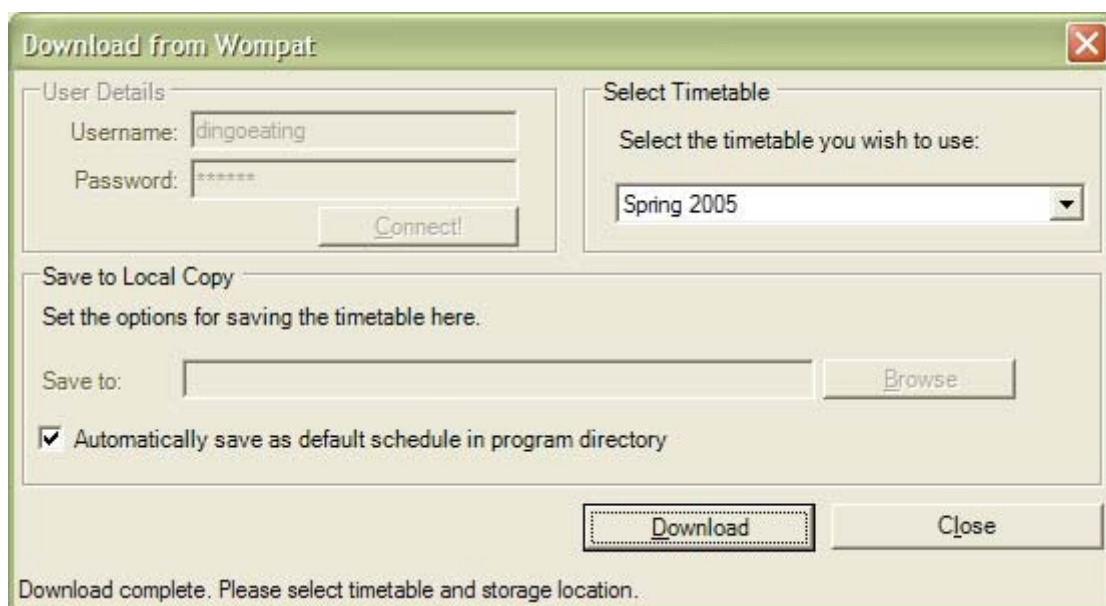 Download from Wompat
User Details
Username: dingoeating
Password: ******
Connect!
Select Timetable
Select the timetable you wish to use:
Spring 2005
Save to Local Copy
Set the options for saving the timetable here.
Save to:
Browse
Automatically save as default schedule in program directory
Download
Close
Download complete. Please select timetable and storage location.